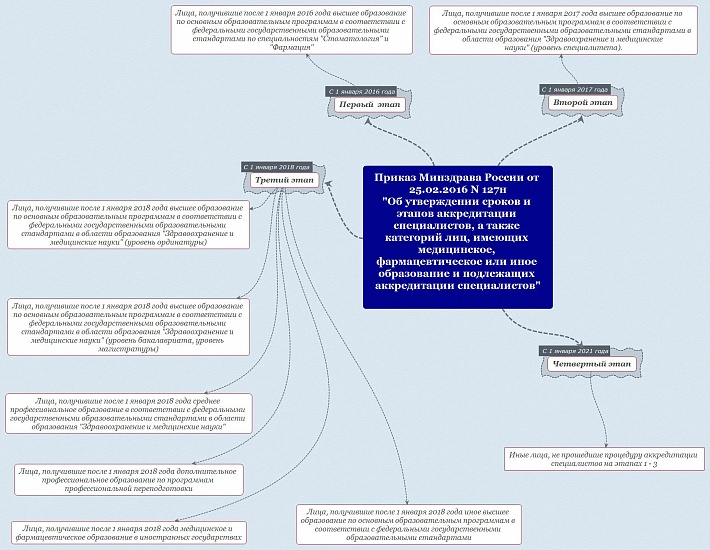 Лица, получившие после 1 января 2016 года высшее образование
по основным образовательным программам в соответствии с
федеральными государственными образовательными
стандартами по специальностям "Стоматология" и
"Фармация"
С 1 января 2016 года
Первый этап
Лица, получившие после 1 января 2017 года высшее образование по
основным образовательным программам в соответствии с
федеральными государственными образовательными стандартами в
области образования "Здравоохранение и медицинские
науки" (уровень специалитета).
С 1 января 2017 года
Второй этап
Приказ Минздрава России от
25.02.2016 N 127н
"Об утверждении сроков и
этапов аккредитации
специалистов, а также
категорий лиц, имеющих
медицинское,
фармацевтическое или иное
образование и подлежащих
аккредитации специалистов"
С 1 января 2018 года
Третий этап
Лица, получившие после 1 января 2018 года высшее образование
по основным образовательным программам в соответствии с
федеральными государственными образовательными
стандартами в области образования "Здравоохранение и
медицинские науки" (уровень ординатуры)
Лица, получившие после 1 января 2018 года высшее образование
по основным образовательным программам в соответствии с
федеральными государственными образовательными
стандартами в области образования "Здравоохранение и
медицинские науки" (уровень бакалавриата, уровень
магистратуры)
Лица, получившие после 1 января 2018 года среднее
профессиональное образование в соответствии с федеральными
государственными образовательными стандартами в области
образования "Здравоохранение и медицинские науки"
Лица, получившие после 1 января 2018 года дополнительное
профессиональное образование по программам
профессиональной переподготовки
Лица, получившие после 1 января 2018 года медицинское и
фармацевтическое образование в иностранных государствах
Лица, получившие после 1 января 2018 года иное высшее
образование по основным образовательным программам в
соответствии с федеральными государственными
образовательными стандартами
С 1 января 2021 года
Четвертый этап
Иные лица, не прошедшие процедуру аккредитации
специалистов на этапах 1 - 3